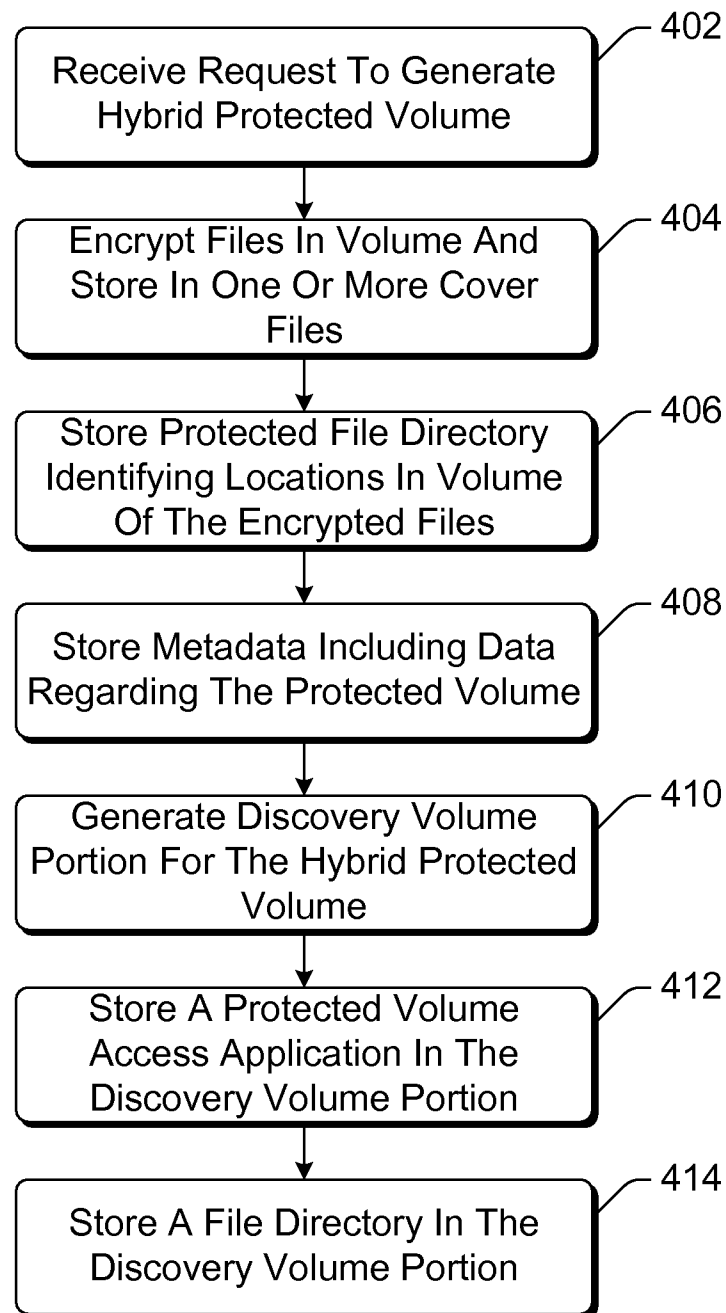 402
Receive Request To Generate
Hybrid Protected Volume
404
Encrypt Files In Volume And
Store In One Or More Cover
Files
406
Store Protected File Directory
Identifying Locations In Volume
Of The Encrypted Files
408
Store Metadata Including Data
Regarding The Protected Volume
410
Generate Discovery Volume
Portion For The Hybrid Protected
Volume
412
Store A Protected Volume
Access Application In The
Discovery Volume Portion
414
Store A File Directory In The
Discovery Volume Portion